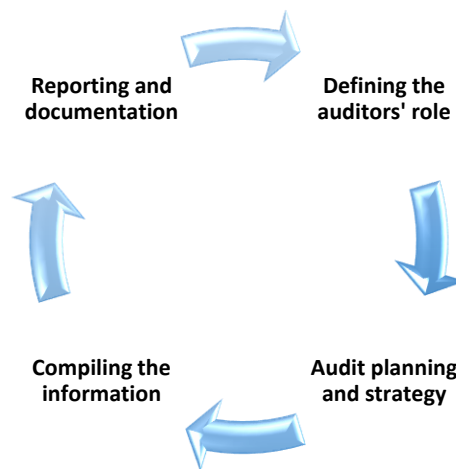 Reporting and
documentation
Defining the
auditors' role
Compiling the
information
Audit planning
and strategy